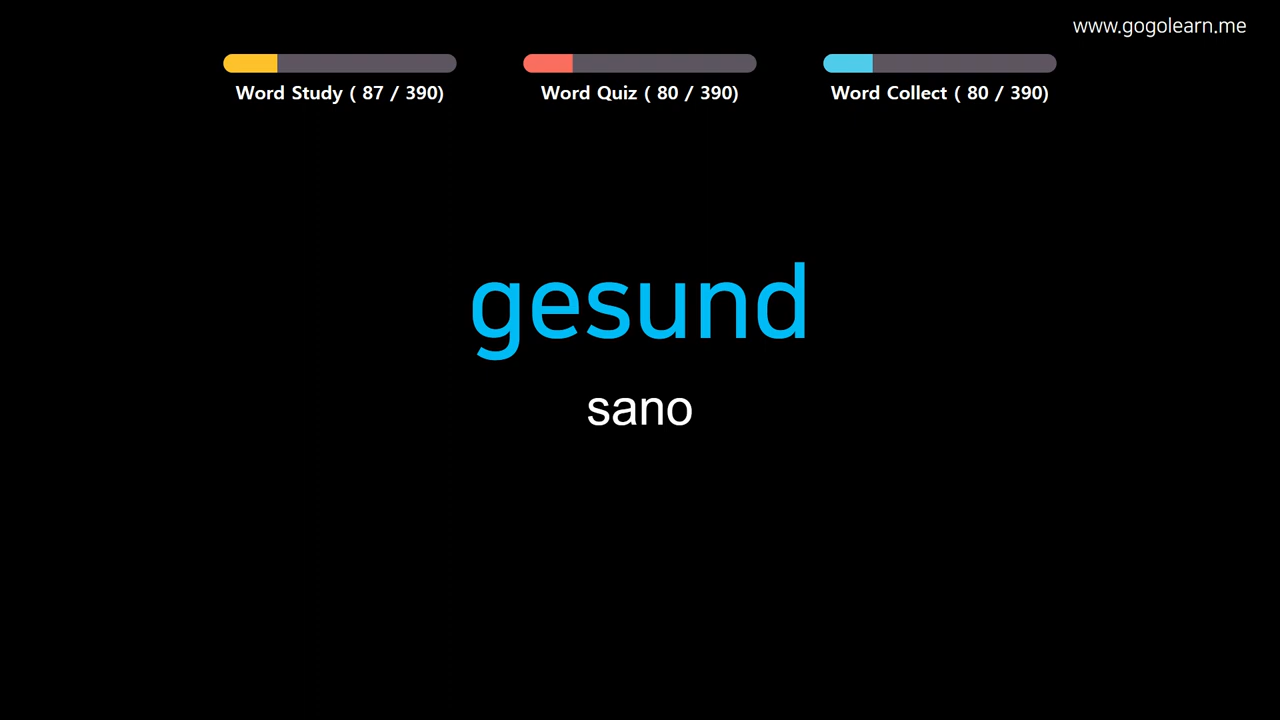 www.gogolearn.me
Word Study ( 87 / 390)
Word Quiz ( 80 / 390)
Word Collect ( 80 / 390)
gesund
sano